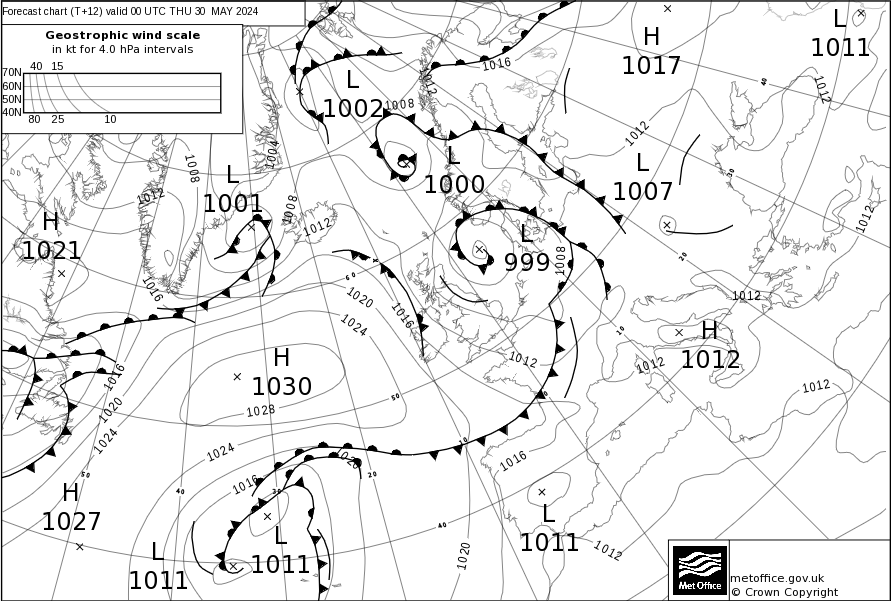 Forecast chart (T+12) valid 00 UTC THU 30 MAY 2024
Geostrophic wind scale
in kt for 4.0 hPa intervals
40 15
70N
60N
50N
40N
80 25 10
L
1011
H
1017
L
1002
1016
1012
1008
1012
1012
1004
1008
L
1000
L
1007
1012
L
1001
1008
1012
1012
H
1021
L
999
1008
1016
1020
1016
1024
1012
H
1012
1012
1012
1012
H
1030
1028
1016
1020
1024
1024
1020
1016
1016
H
1027
L
1011
L
1011
L
1011
1020
1012
40
30
20
10
60
50
50
40
30
20
10
40
Met Office
metoffice.gov.uk
© Crown Copyright